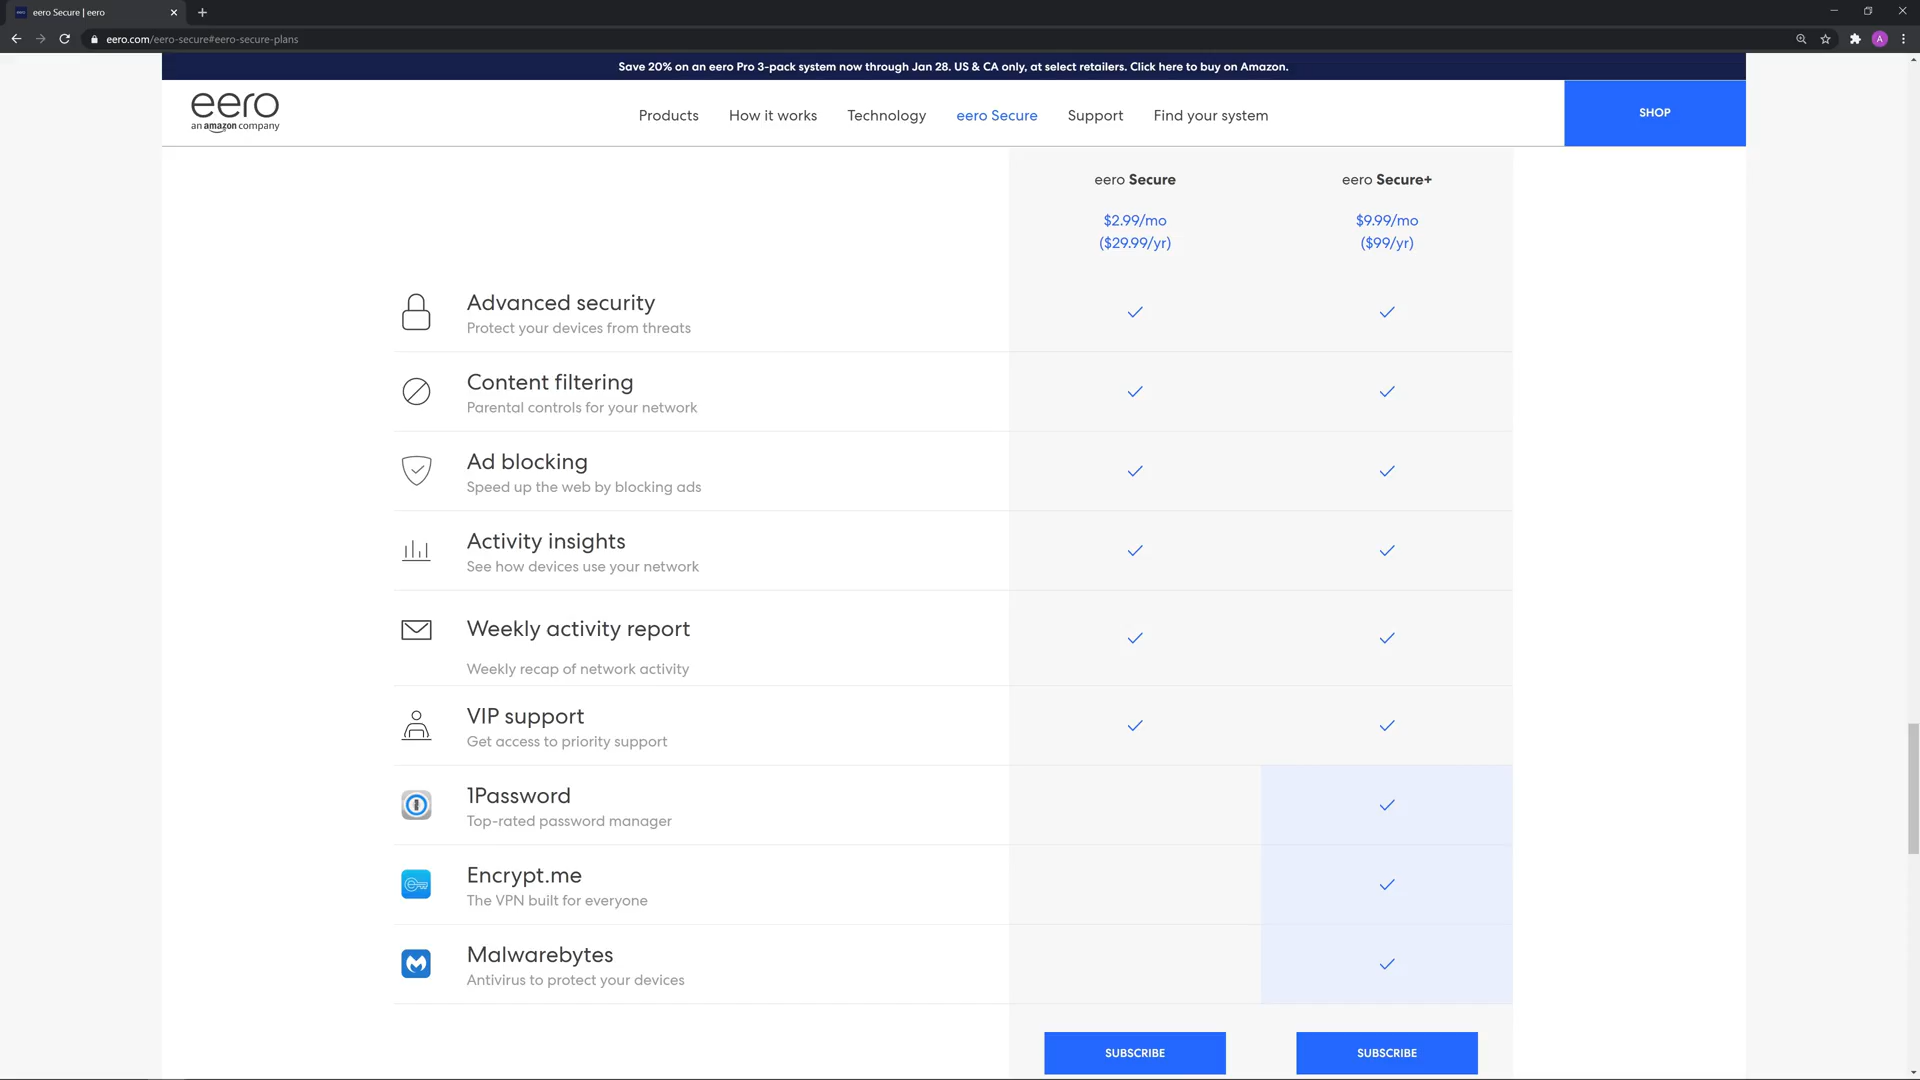 eero Secure | eero
eero.com/eero-secure#eero-secure-plans
A
Save 20% on an eero Pro 3-pack system now through Jan 28. US & CA only, at select retailers. Click here to buy on Amazon.
eero
an amazon company
Products
How it works
Technology
eero Secure
Support
Find your system
SHOP
eero Secure
eero Secure+
$2.99/mo
($29.99/yr)
$9.99/mo
($99/yr)
Advanced security
Protect your devices from threats
Content filtering
Parental controls for your network
Ad blocking
Speed up the web by blocking ads
Activity insights
See how devices use your network
Weekly activity report
Weekly recap of network activity
VIP support
Get access to priority support
1Password
Top-rated password manager
Encrypt.me
The VPN built for everyone
Malwarebytes
Antivirus to protect your devices
SUBSCRIBE
SUBSCRIBE